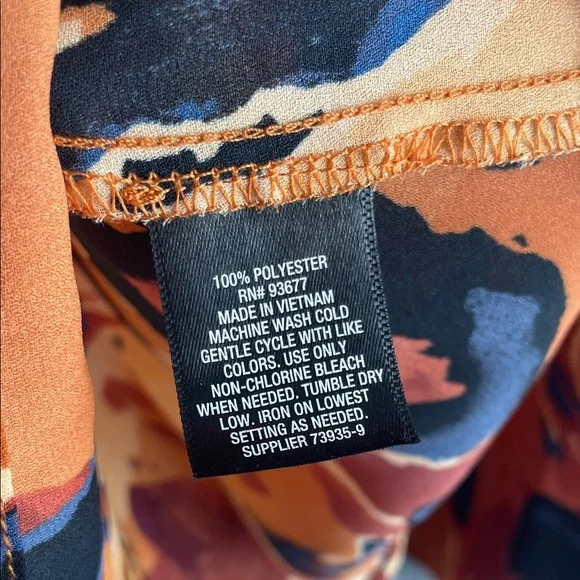 100% POLYESTER
RN# 93677
MADE IN VIETNAM
MACHINE WASH COLD
GENTLE CYCLE WITH LIKE
COLORS. USE ONLY
NON-CHLORINE BLEACH
WHEN NEEDED. TUMBLE DRY
LOW. IRON ON LOWEST
SETTING AS NEEDED.
SUPPLIER 73935-9